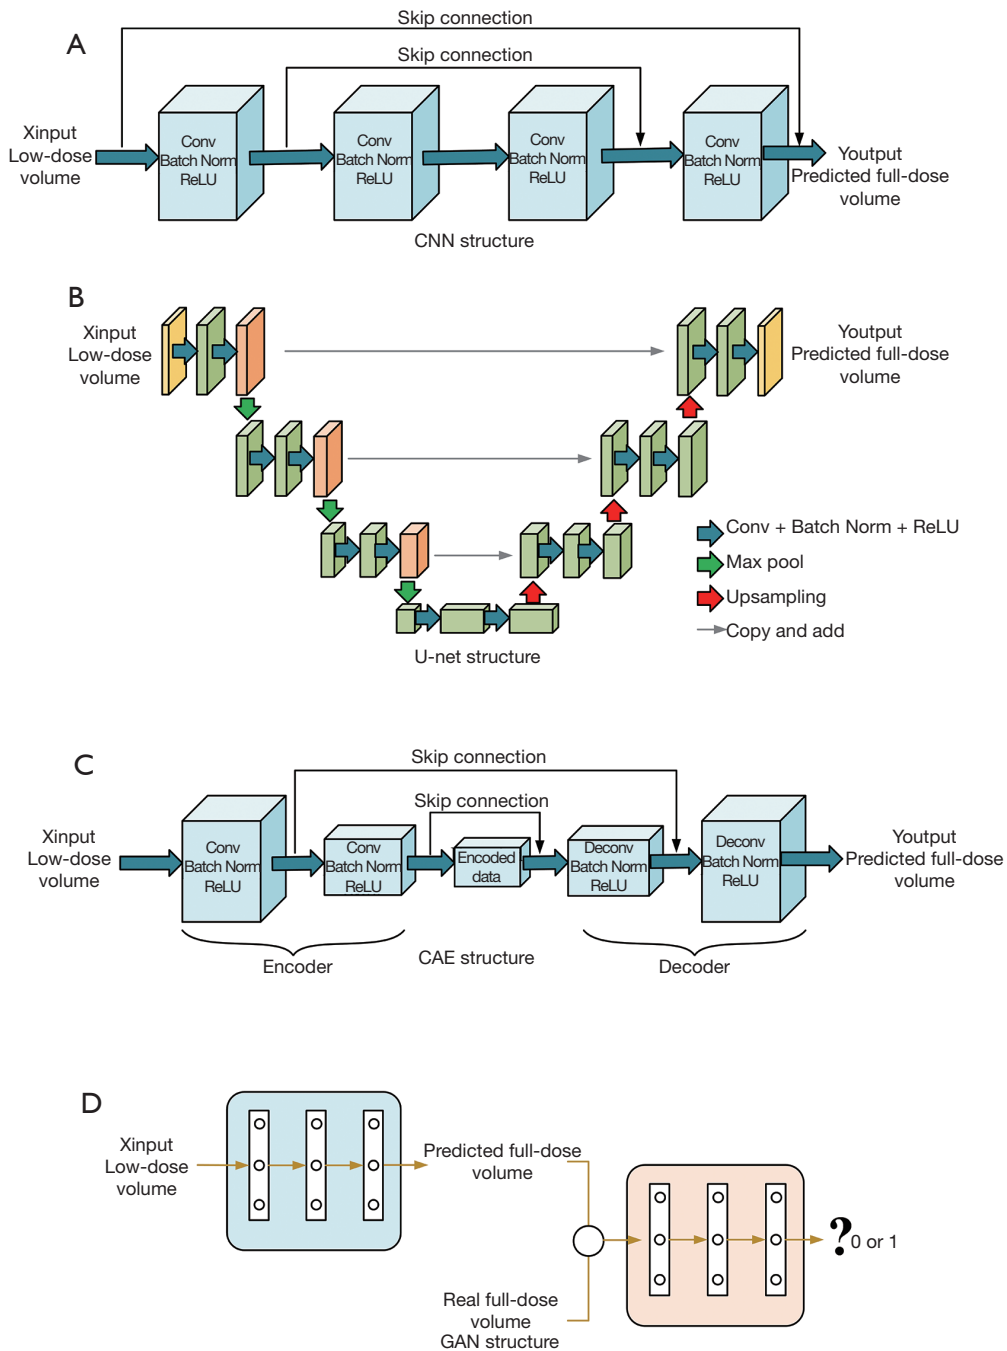 A
Skip connection
Skip connection
Xinput
Low-dose
volume
Conv
Batch Norm
ReLU
Conv
Batch Norm
ReLU
Conv
Batch Norm
ReLU
Conv
Batch Norm
ReLU
Youtput
Predicted full-dose
volume
CNN structure
B
Xinput
Low-dose
volume
Youtput
Predicted full-dose
volume
Conv + Batch Norm + ReLU
Max pool
Upsampling
Copy and add
U-net structure
C
Skip connection
Skip connection
Xinput
Low-dose
volume
Conv
Batch Norm
ReLU
Conv
Batch Norm
ReLU
Encoded
data
Deconv
Batch Norm
ReLU
Deconv
Batch Norm
ReLU
Youtput
Predicted full-dose
volume
Encoder
CAE structure
Decoder
D
Xinput
Low-dose
volume
Predicted full-dose
volume
?0 or 1
Real full-dose
volume
GAN structure